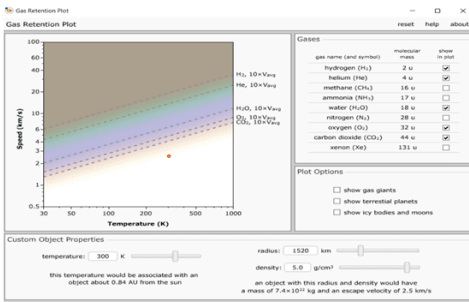 Gas Retention Plot
Gas Retention Plot
reset help about
100
60
40
20
10
6
4
3
2
1
0.5
Speed (km/s)
30 50 100 200 500 1000
Temperature (K)
H₂, 10×Vavg
He, 10×Vavg
H₂O, 10×Vavg
O₂, 10×Vavg
CO₂, 10×Vavg
Gases
gas name (and symbol) molecular mass show in plot
hydrogen (H₂) 2 u
helium (He) 4 u
methane (CH₄) 16 u
ammonia (NH₃) 17 u
water (H₂O) 18 u
nitrogen (N₂) 28 u
oxygen (O₂) 32 u
carbon dioxide (CO₂) 44 u
xenon (Xe) 131 u
Plot Options
show gas giants
show terrestial planets
show icy bodies and moons
Custom Object Properties
temperature: 300 K
this temperature would be associated with an
object about 0.84 AU from the sun
radius: 1520 km
density: 5.0 g/cm³
an object with this radius and density would have
a mass of 7.4×10²² kg and an escape velocity of 2.5 km/s